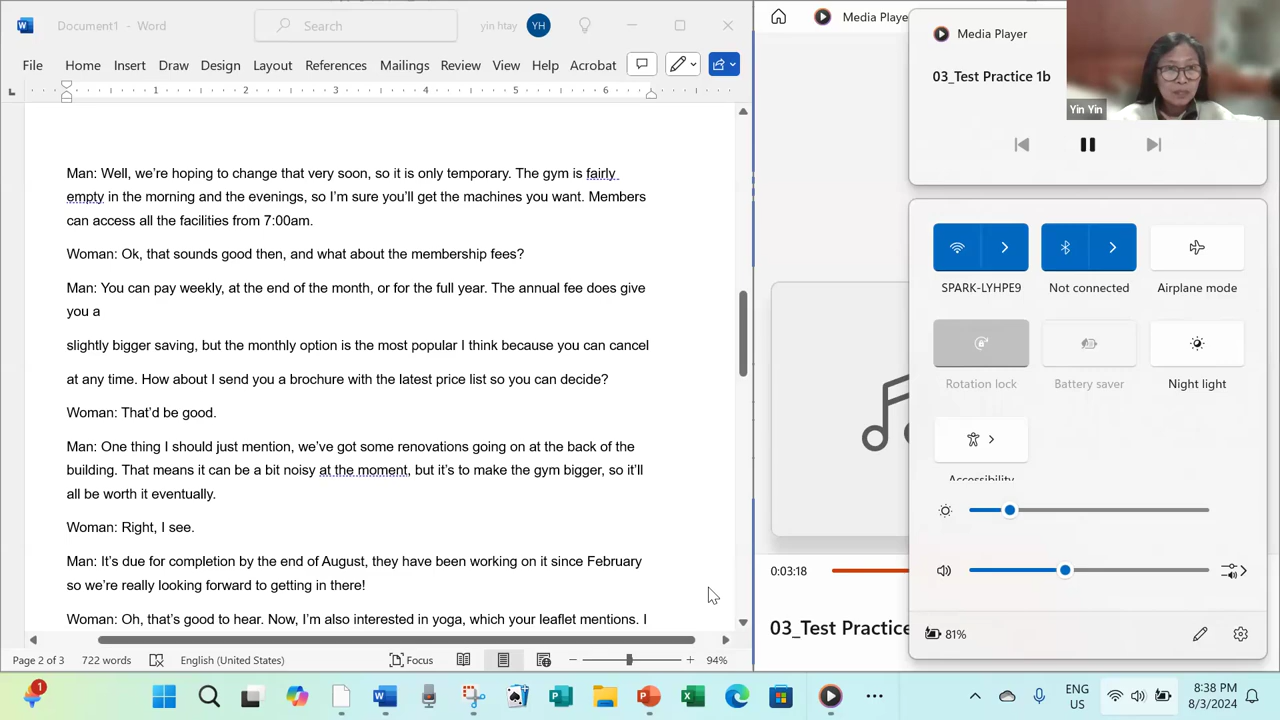 Document1 - Word
Search
yin htay
YH
File Home Insert Draw Design Layout References Mailings Review View Help Acrobat
1 2 3 4 5 6
Man: Well, we're hoping to change that very soon, so it is only temporary. The gym is fairly
empty in the morning and the evenings, so I'm sure you'll get the machines you want. Members
can access all the facilities from 7:00am.
Woman: Ok, that sounds good then, and what about the membership fees?
Man: You can pay weekly, at the end of the month, or for the full year. The annual fee does give
you a
slightly bigger saving, but the monthly option is the most popular I think because you can cancel
at any time. How about I send you a brochure with the latest price list so you can decide?
Woman: That'd be good.
Man: One thing I should just mention, we've got some renovations going on at the back of the
building. That means it can be a bit noisy at the moment, but it's to make the gym bigger, so it'll
all be worth it eventually.
Woman: Right, I see.
Man: It's due for completion by the end of August, they have been working on it since February
so we're really looking forward to getting in there!
Woman: Oh, that's good to hear. Now, I'm also interested in yoga, which your leaflet mentions. I
Page 2 of 3 722 words English (United States) Focus 94%
Media Playe
Media Player
03_Test Practice 1b
Yin Yin
SPARK-LYHPE9 Not connected Airplane mode
Rotation lock Battery saver Night light
Accessibility
0:03:18
03_Test Practice
81%
1
ENG
US
8:38 PM
8/3/2024